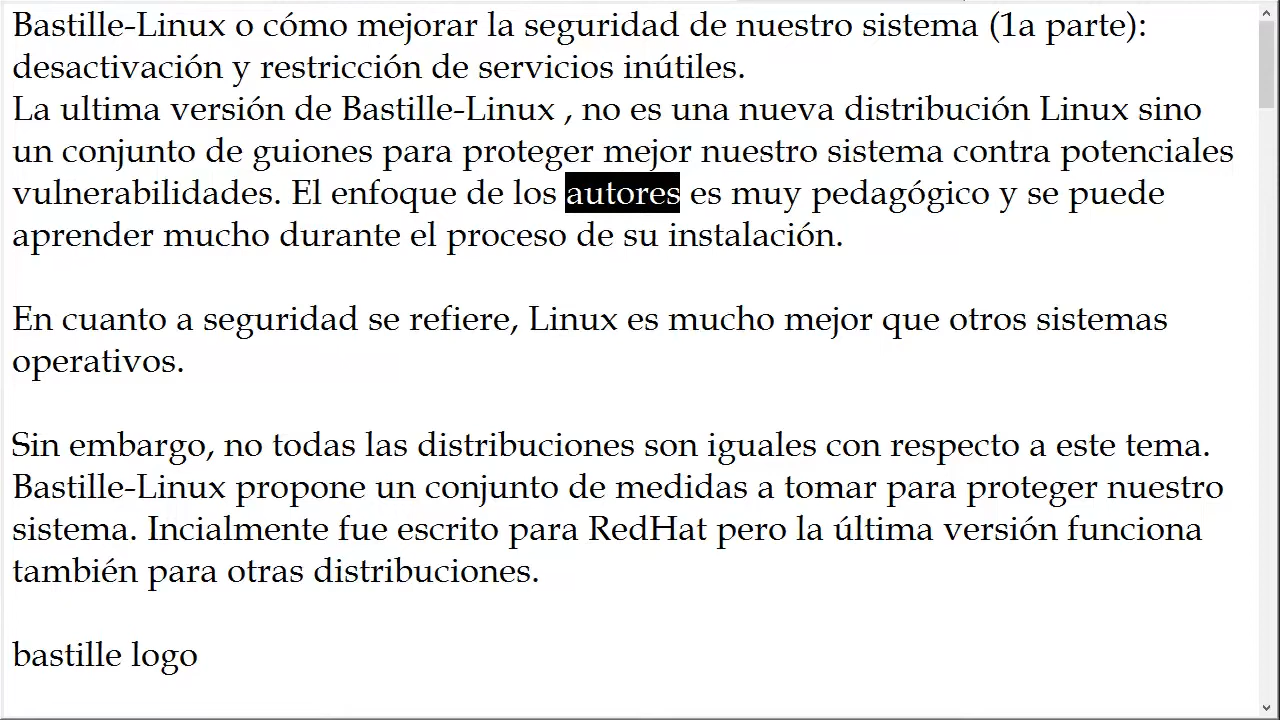 Bastille-Linux o cómo mejorar la seguridad de nuestro sistema (1a parte):
desactivación y restricción de servicios inútiles.
La ultima versión de Bastille-Linux , no es una nueva distribución Linux sino
un conjunto de guiones para proteger mejor nuestro sistema contra potenciales
vulnerabilidades. El enfoque de los autores es muy pedagógico y se puede
aprender mucho durante el proceso de su instalación.
En cuanto a seguridad se refiere, Linux es mucho mejor que otros sistemas
operativos.
Sin embargo, no todas las distribuciones son iguales con respecto a este tema.
Bastille-Linux propone un conjunto de medidas a tomar para proteger nuestro
sistema. Incialmente fue escrito para RedHat pero la última versión funciona
también para otras distribuciones.
bastille logo